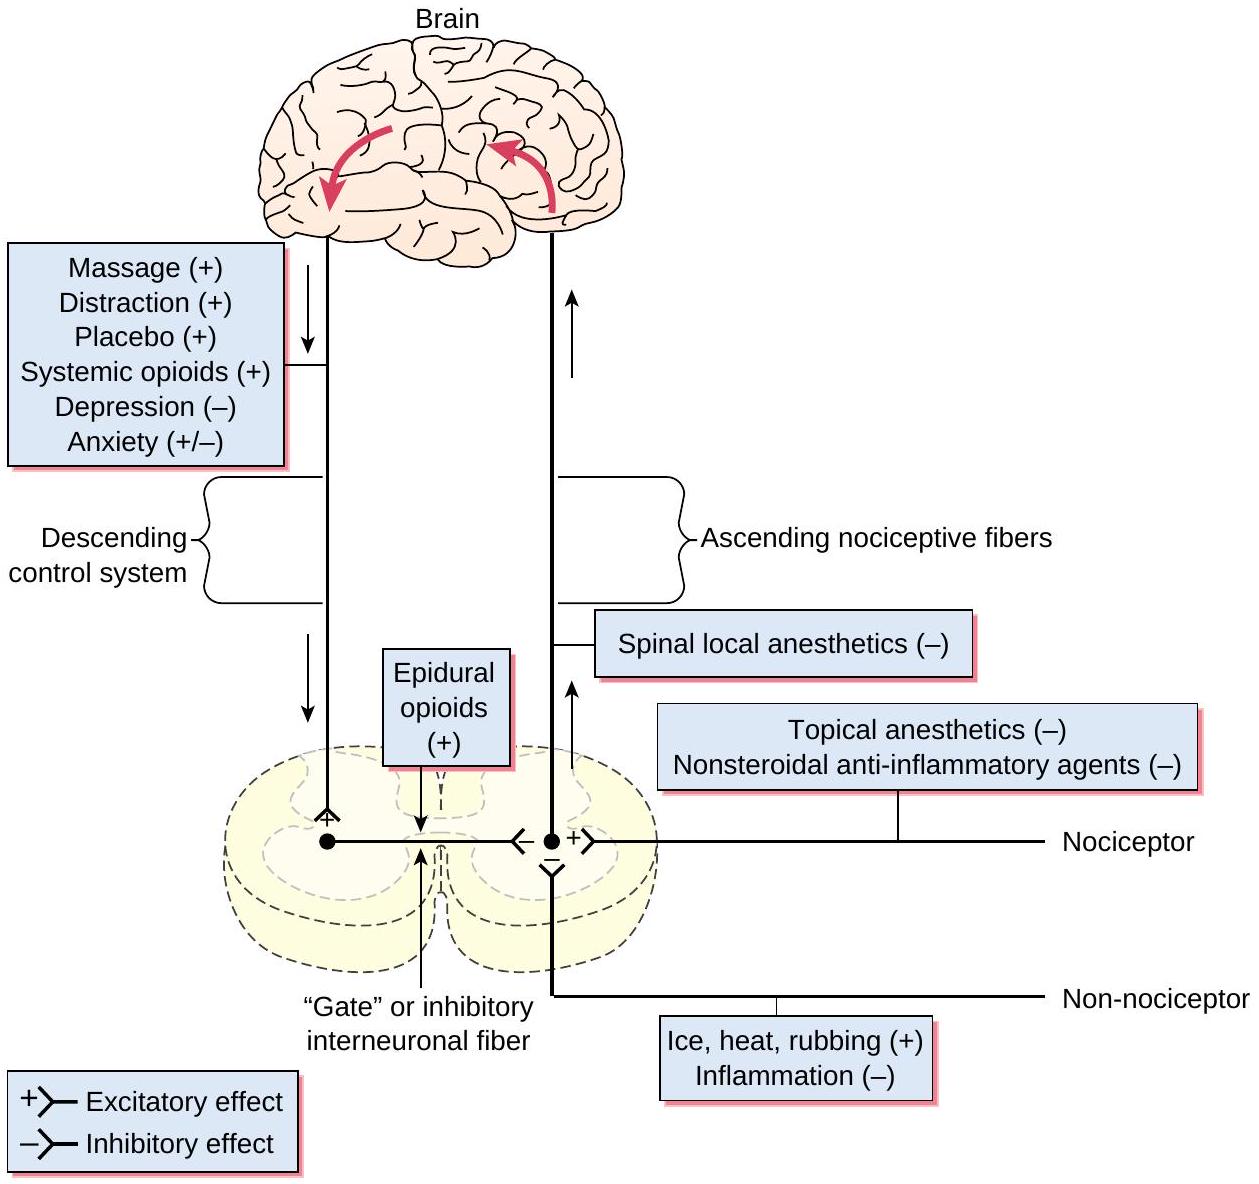 Brain
Massage (+)
Distraction (+)
Placebo (+)
Systemic opioids (+)
Depression (–)
Anxiety (+/–)
Descending
control system
Ascending nociceptive fibers
Spinal local anesthetics (–)
Epidural
opioids
(+)
Topical anesthetics (–)
Nonsteroidal anti-inflammatory agents (–)
+
–
+
–
Nociceptor
“Gate” or inhibitory
interneuronal fiber
Non-nociceptor
Ice, heat, rubbing (+)
Inflammation (–)
+ Excitatory effect
– Inhibitory effect